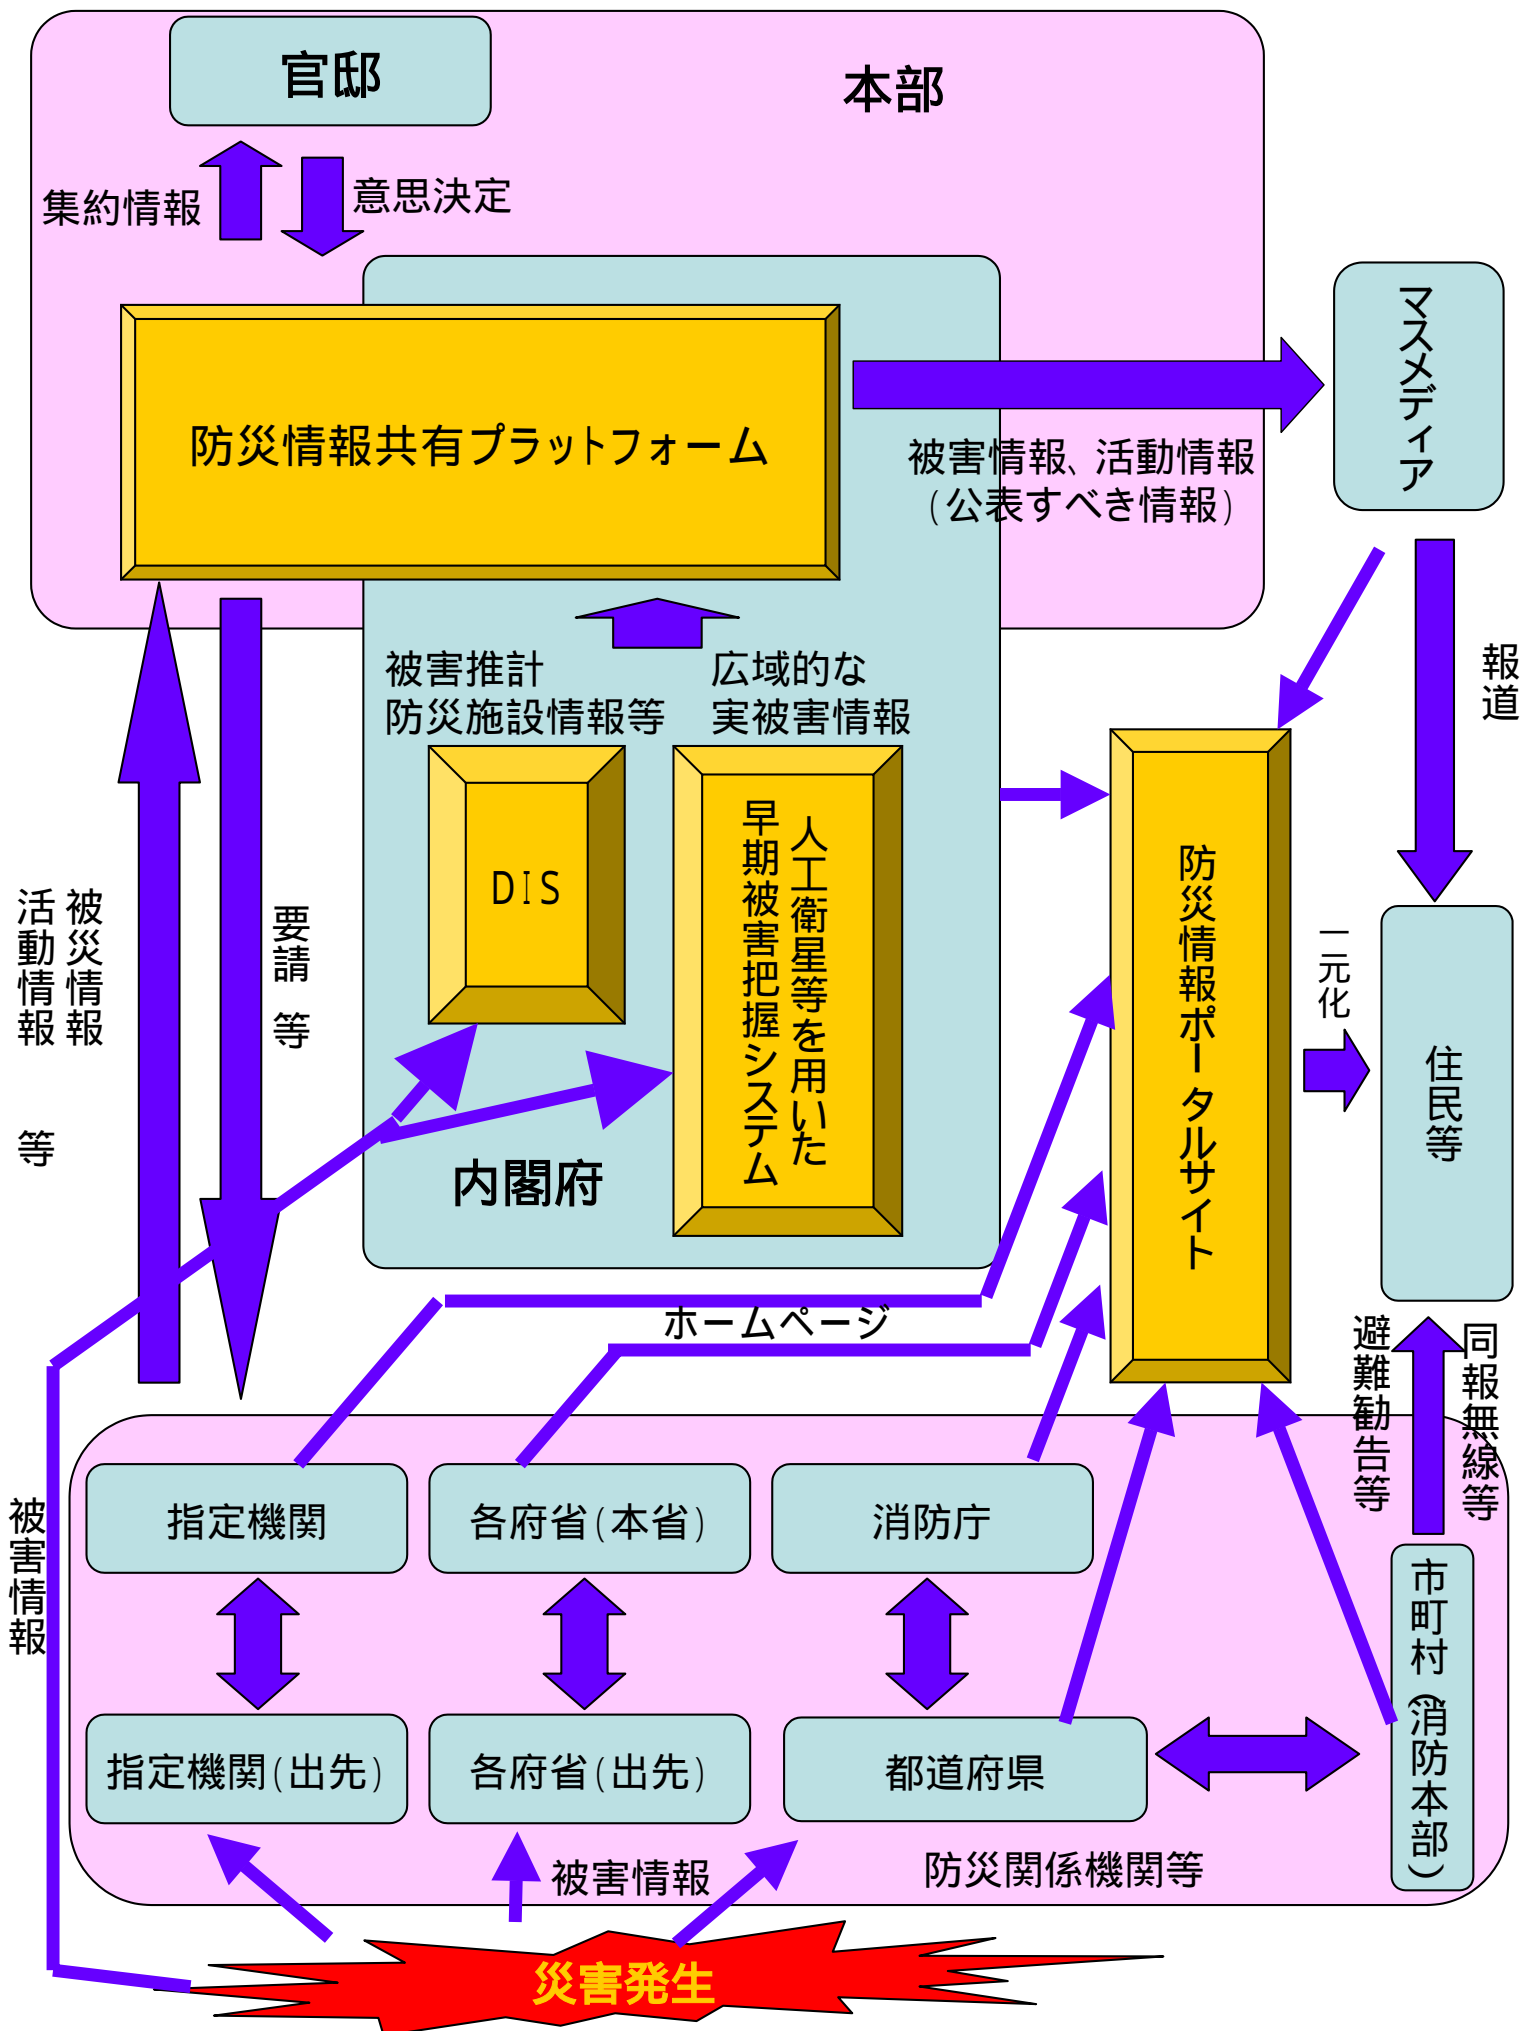 官邸
本部
集約情報
意思決定
防災情報共有プラットフォーム
マスメディア
被害情報、活動情報
(公表すべき情報)
被害推計
防災施設情報等
広域的な
実被害情報
報道
DIS
人工衛星等を用いた
早期被害把握システム
防災情報ポータルサイト
一元化
住民等
被災情報
活動情報　等
要請 等
内閣府
ホームページ
避難勧告等
同報無線等
被害情報
指定機関
各府省(本省)
消防庁
市町村(消防本部)
指定機関(出先)
各府省(出先)
都道府県
被害情報
防災関係機関等
災害発生